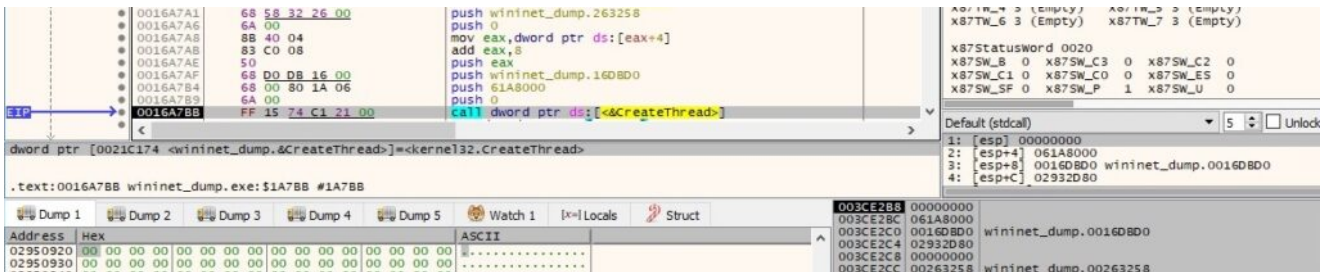 0016A7A1 68 58 32 26 00 push wininet_dump.263258
0016A7A6 6A 00 push 0
0016A7A8 8B 40 04 mov eax,dword ptr ds:[eax+4]
0016A7AB 83 C0 08 add eax,8
0016A7AE 50 push eax
0016A7AF 68 D0 DB 16 00 push wininet_dump.16DBD0
0016A7B4 68 00 80 1A 06 push 61A8000
0016A7B9 6A 00 push 0
EIP 0016A7BB FF 15 74 C1 21 00 call dword ptr ds:[<&CreateThread>]
dword ptr [0021C174 <wininet_dump.&CreateThread>]=<kernel32.CreateThread>
.text:0016A7BB wininet_dump.exe:$1A7BB #1A7BB
x87TW_6 3 (Empty) x87TW_7 3 (Empty)
x87StatusWord 0020
x87SW_B 0 x87SW_C3 0 x87SW_C2 0
x87SW_C1 0 x87SW_C0 0 x87SW_ES 0
x87SW_SF 0 x87SW_P 1 x87SW_U 0
Default (stdcall) 5 Unlock
1: [esp] 00000000
2: [esp+4] 061A8000
3: [esp+8] 0016DBD0 wininet_dump.0016DBD0
4: [esp+C] 02932D80
Dump 1 Dump 2 Dump 3 Dump 4 Dump 5 Watch 1 [x=] Locals Struct
Address Hex ASCII
02950920 00 00 00 00 00 00 00 00 00 00 00 00 00 00 00 00 ................
02950930 00 00 00 00 00 00 00 00 00 00 00 00 00 00 00 00 ................
003CE2B8 00000000
003CE2BC 061A8000
003CE2C0 0016DBD0 wininet_dump.0016DBD0
003CE2C4 02932D80
003CE2C8 00000000
003CE2CC 00263258 wininet_dump.00263258